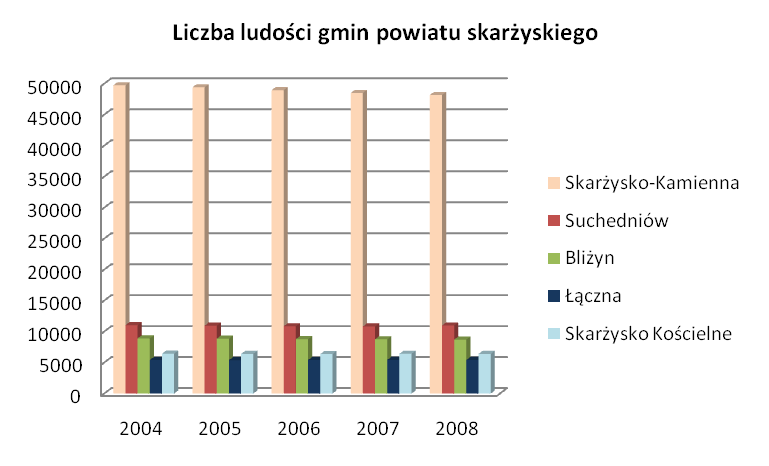 Liczba ludości gmin powiatu skarżyskiego
50000
45000
40000
35000
30000
25000
20000
15000
10000
5000
0
2004 2005 2006 2007 2008
Skarżysko-Kamienna
Suchedniów
Bliżyn
Łączna
Skarżysko Kościelne